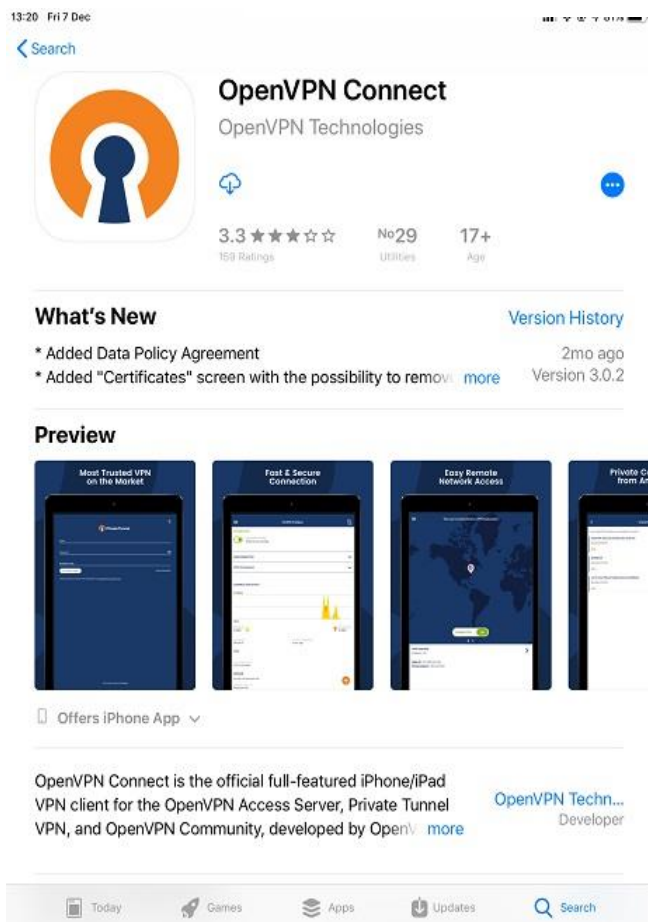 13:20 Fri 7 Dec
Search
OpenVPN Connect
OpenVPN Technologies
3.3 ★★★☆☆ No29 17+
169 Ratings Utilities Age
What's New Version History
* Added Data Policy Agreement 2mo ago
* Added "Certificates" screen with the possibility to remov more Version 3.0.2
Preview
Most Trusted VPN
on the Market
Fast & Secure
Connection
Easy Remote
Network Access
Offers iPhone App
OpenVPN Connect is the official full-featured iPhone/iPad
VPN client for the OpenVPN Access Server, Private Tunnel
VPN, and OpenVPN Community, developed by Open more
OpenVPN Techn...
Developer
Today Games Apps Updates Search